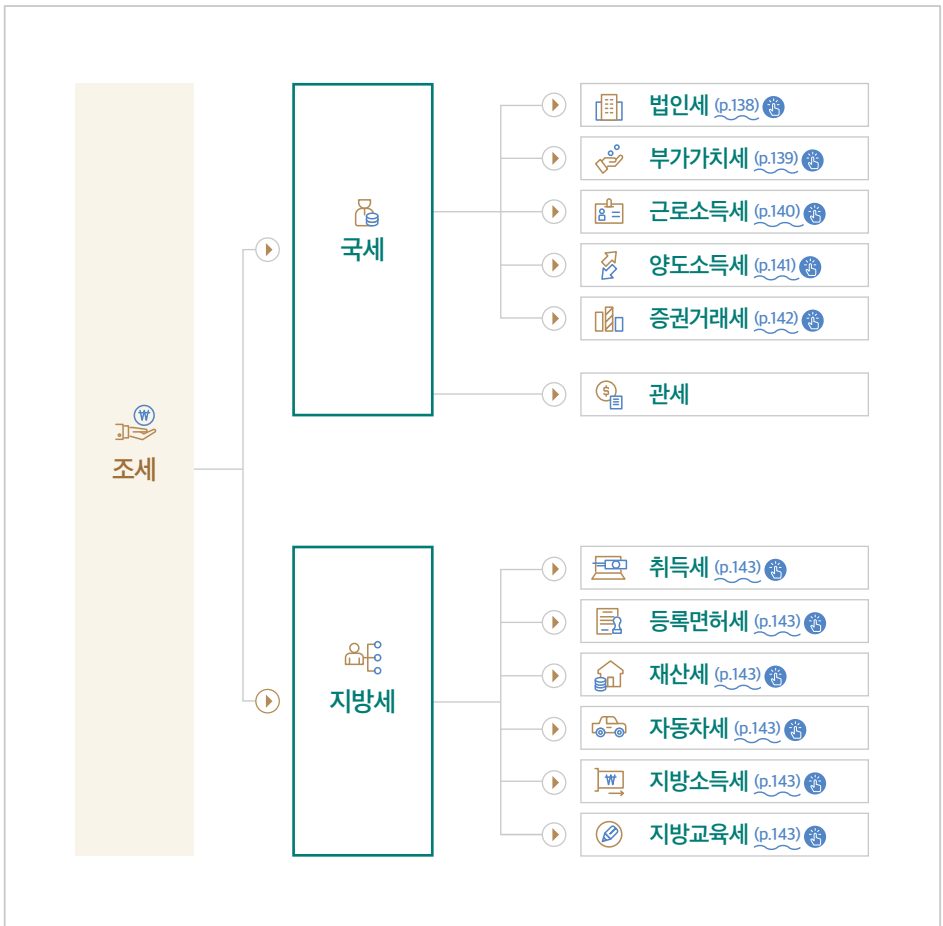 조세
국세
법인세 (p.138)
부가가치세 (p.139)
근로소득세 (p.140)
양도소득세 (p.141)
증권거래세 (p.142)
관세
지방세
취득세 (p.143)
등록면허세 (p.143)
재산세 (p.143)
자동차세 (p.143)
지방소득세 (p.143)
지방교육세 (p.143)